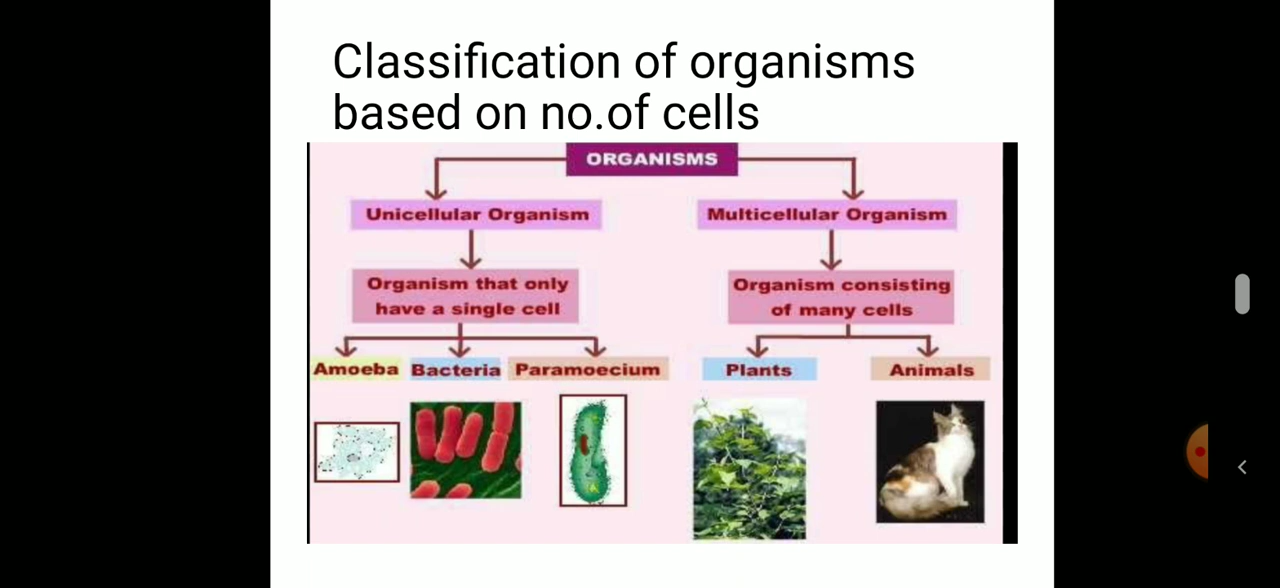 Classification of organisms
based on no.of cells
ORGANISMS
Unicellular Organism
Multicellular Organism
Organism that only
have a single cell
Organism consisting
of many cells
Amoeba
Bacteria
Paramoecium
Plants
Animals